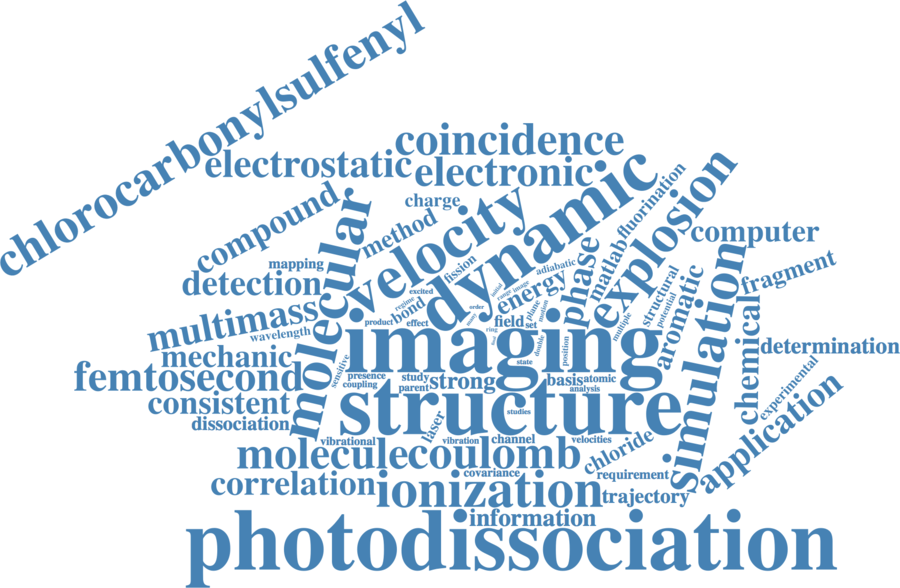 chlorocarbonylsulfenyl
coincidence
electrostatic
electronic
compound
charge
molecular
method
velocity
dynamic
fluorination
explosion
mapping
detection
fission
adiabatic
phase
matlab
computer
fragment
multimass
wavelength
excited
regime
bond
initial
range
image
energy
structural
potential
aromatic
simulation
product
effect
order
field
set
plane
motion
multiple
mechanic
imaging
ring
double
position
state
chemical
determination
femtosecond
sensitive
presence
coupling
study
parent
strong
basis
atomic
analysis
experimental
consistent
dissociation
structure
studies
application
laser
vibrational
vibration
channel
velocities
molecule
coulomb
chloride
correlation
covariance
ionization
requirement
trajectory
information
photodissociation